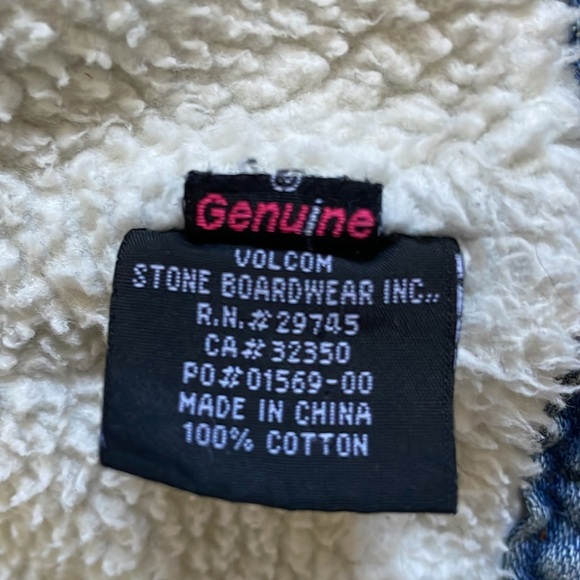 Genuine
VOLCOM
STONE BOARDWEAR INC..
R.N.#29745
CA# 32350
PO#01569-00
MADE IN CHINA
100% COTTON